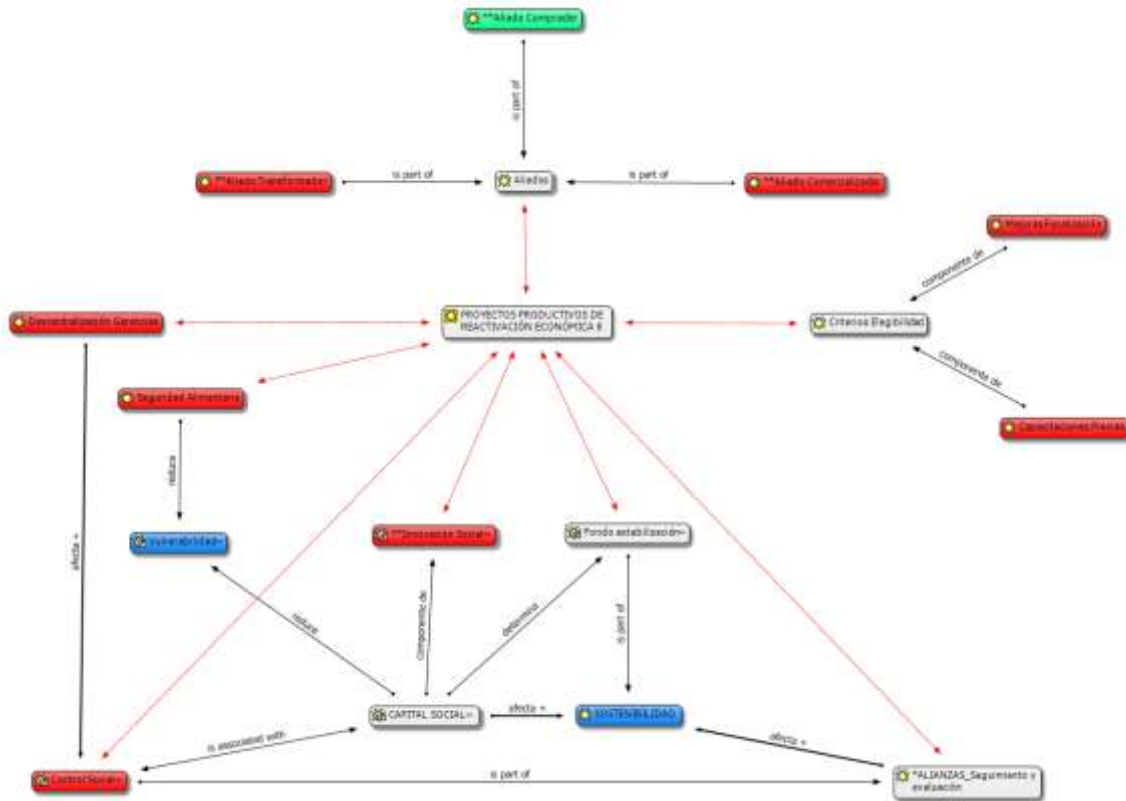 **Aliado Comprador
is part of
**Aliado Transformador
is part of
Aliados
is part of
**Aliado Comercializador
Mejoras Focalización
componente de
Descentralización Gerencias
PROYECTOS PRODUCTIVOS DE
REACTIVACIÓN ECONÓMICA II
Criterios Elegibilidad
componente de
Seguridad Alimentaria
Capacitaciones Previas
reduce
afecta +
Vulnerabilidad~
**Innovación Social~
Fondo estabilización~
reduce
componente de
determina
is part of
CAPITAL SOCIAL~
afecta +
SOSTENIBILIDAD
is associated with
afecta +
Control Social~
is part of
*ALIANZAS_Seguimiento y
evaluación